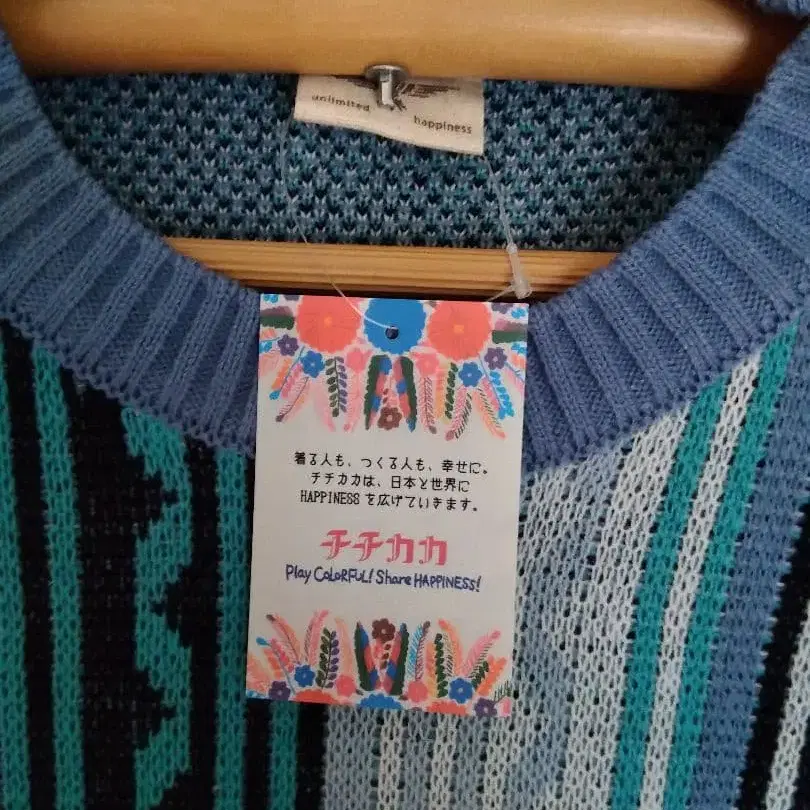 unlimited happiness
着る人も、つくる人も、幸せに。
チチカカは、日本と世界に
HAPPINESS を広げていきます。
チチカカ
Play COLORFUL! Share HAPPINESS!